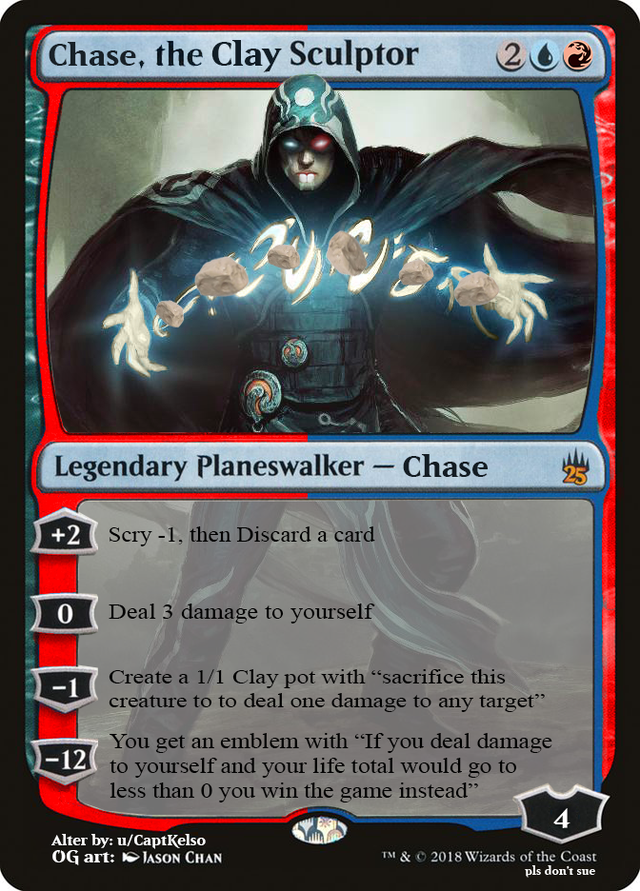 Chase, the Clay Sculptor 2
Legendary Planeswalker — Chase 25
+2 Scry -1, then Discard a card
0 Deal 3 damage to yourself
−1 Create a 1/1 Clay pot with “sacrifice this
creature to to deal one damage to any target”
−12 You get an emblem with “If you deal damage
to yourself and your life total would go to
less than 0 you win the game instead”
4
Alter by: u/CaptKelso
OG art: Jason Chan
™ & © 2018 Wizards of the Coast
pls don't sue